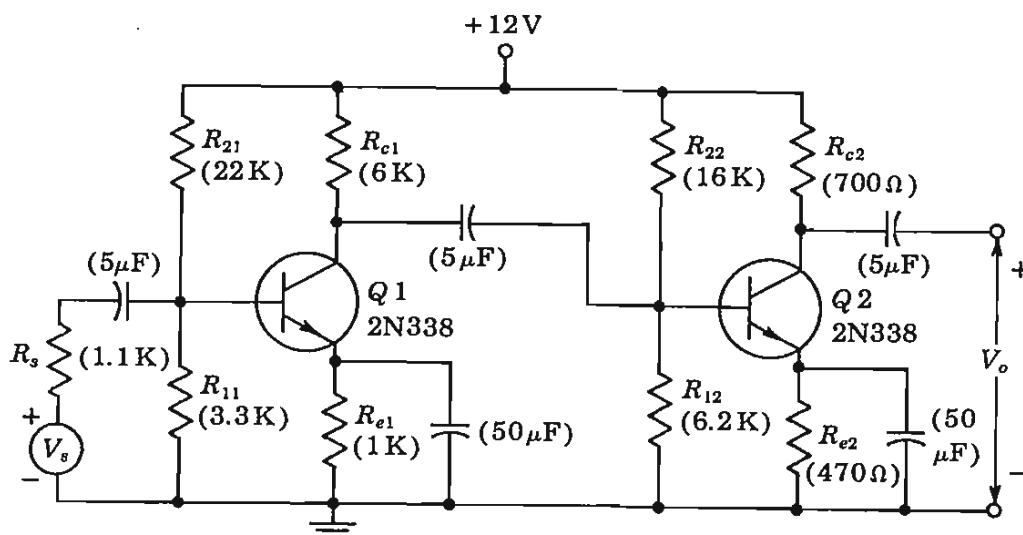 +12V
R21
(22K)
Rc1
(6K)
R22
(16K)
Rc2
(700Ω)
(5μF)
(5μF)
(5μF)
Q1
2N338
Q2
2N338
Rs
(1.1K)
R11
(3.3K)
Re1
(1K)
(50μF)
R12
(6.2K)
Re2
(470Ω)
(50
μF)
+
Vs
−
+
Vo
−